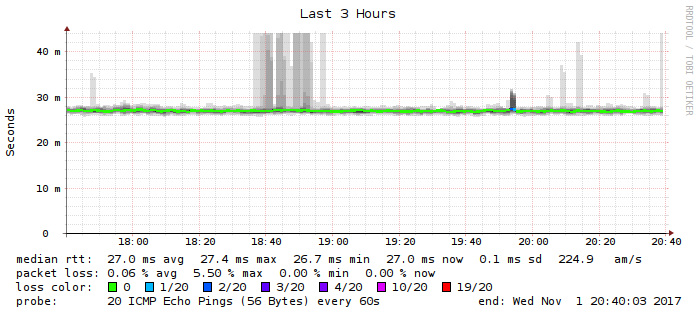 Last 3 Hours
RRDTOOL / TOBI OETIKER
Seconds
40 m
30 m
20 m
10 m
0
18:00 18:20 18:40 19:00 19:20 19:40 20:00 20:20 20:40
median rtt: 27.0 ms avg 27.4 ms max 26.7 ms min 27.0 ms now 0.1 ms sd 224.9 am/s
packet loss: 0.06 % avg 5.50 % max 0.00 % min 0.00 % now
loss color: 0 1/20 2/20 3/20 4/20 10/20 19/20
probe: 20 ICMP Echo Pings (56 Bytes) every 60s end: Wed Nov 1 20:40:03 2017